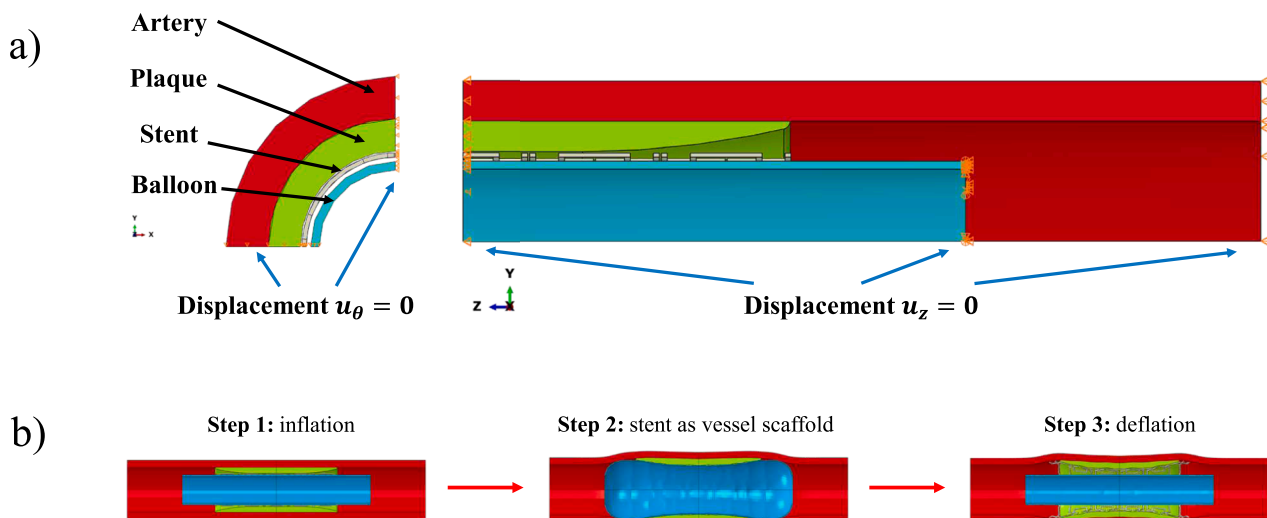 a)
Artery
Plaque
Stent
Balloon
Y
X
Displacement u_θ = 0
Y
Z
X
Displacement u_z = 0
b)
Step 1: inflation
Step 2: stent as vessel scaffold
Step 3: deflation